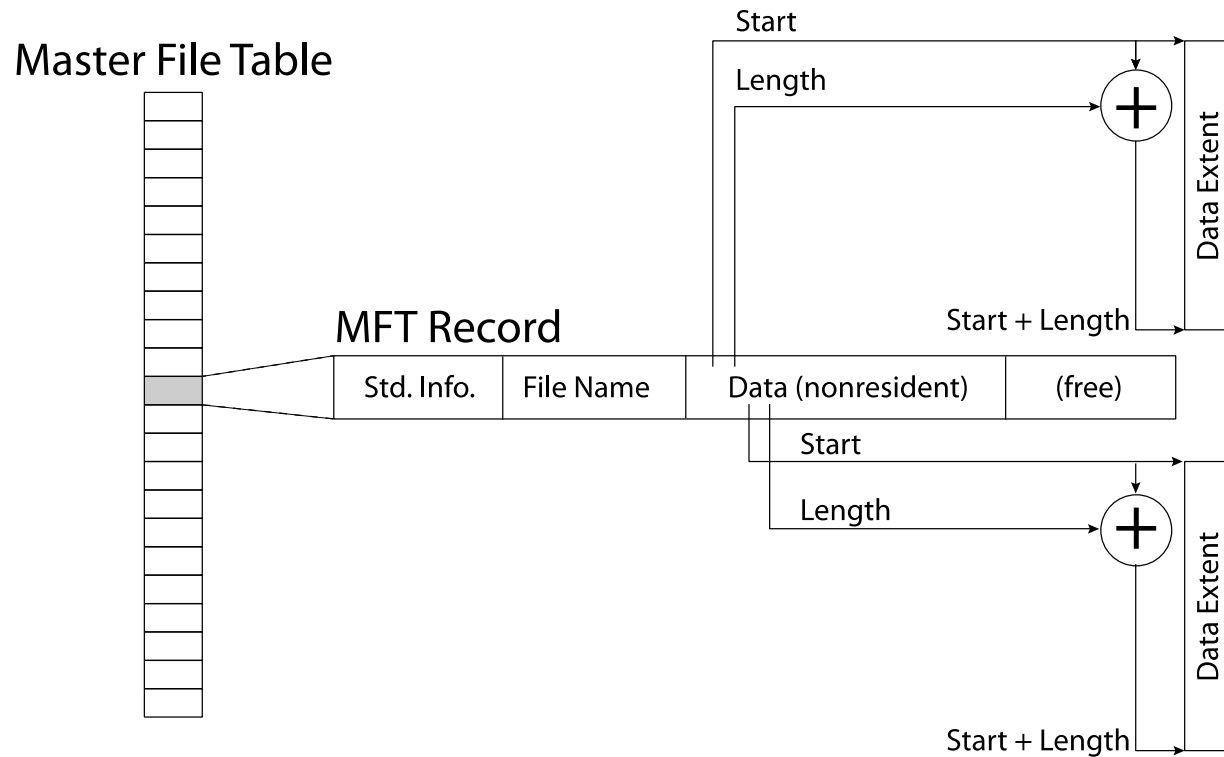 Master File Table
Start
Length
+
Data Extent
Start + Length
MFT Record
Std. Info.
File Name
Data (nonresident)
(free)
Start
Length
+
Data Extent
Start + Length